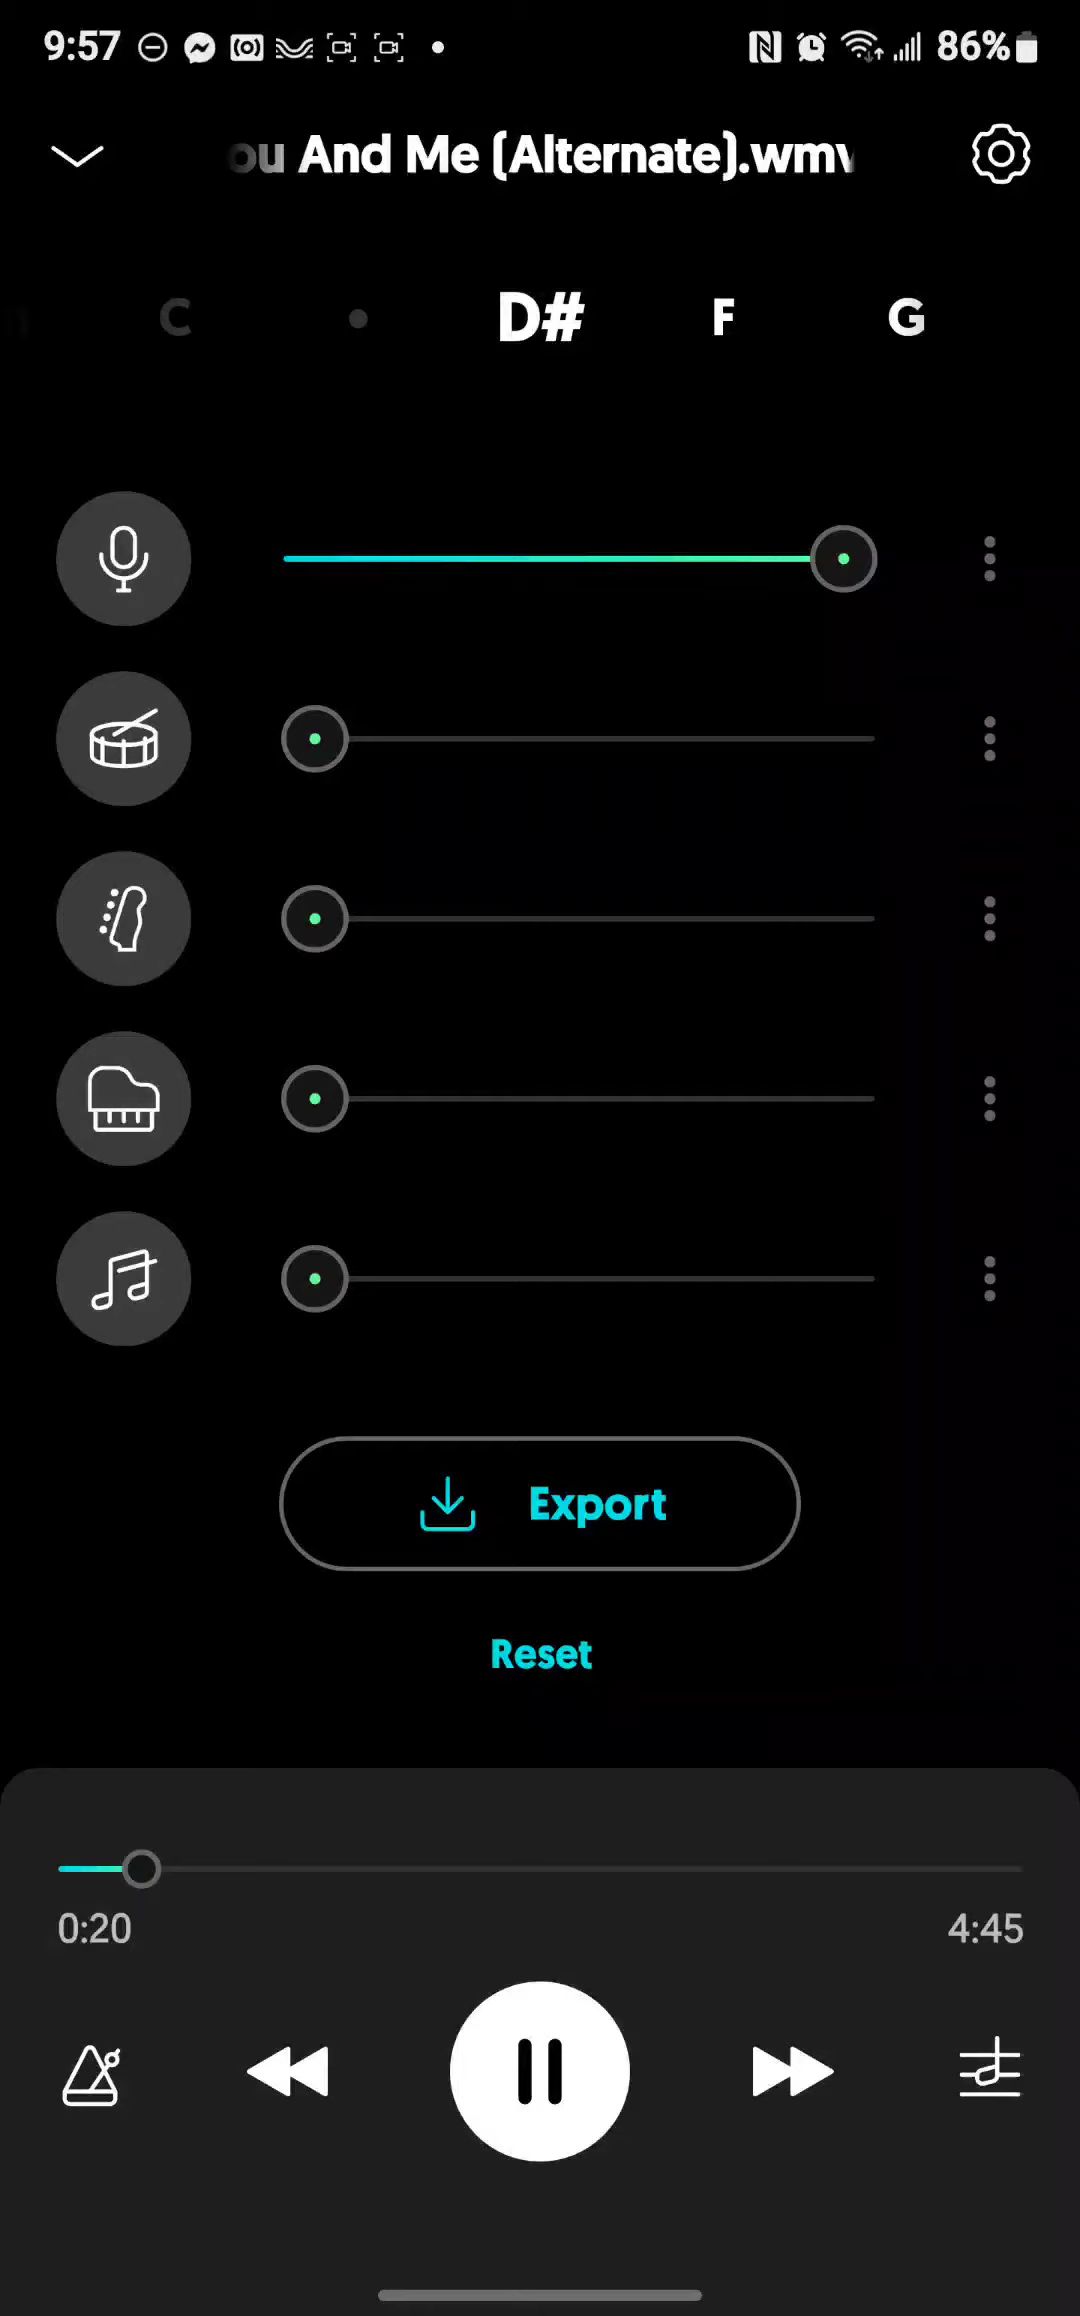 9:57 86%
ou And Me (Alternate).wmv
C • D# F G
Export
Reset
0:20 4:45